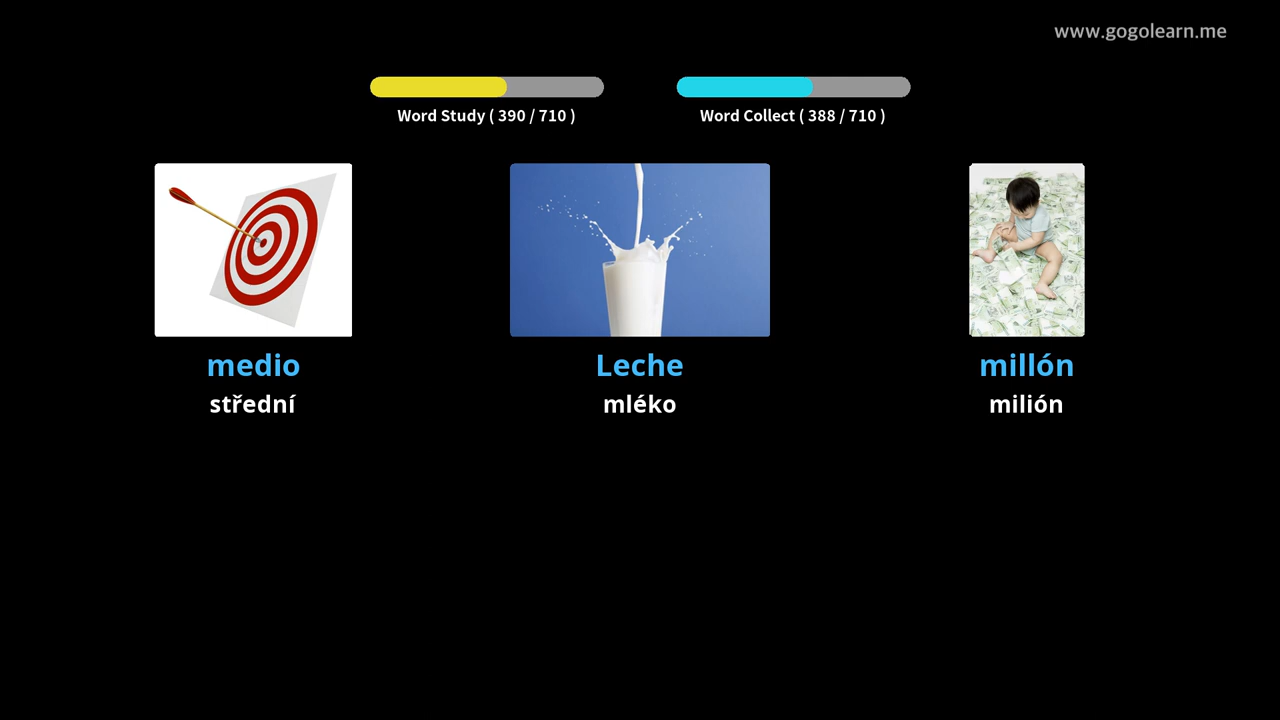 www.gogolearn.me
Word Study ( 390 / 710 )
Word Collect ( 388 / 710 )
medio
střední
Leche
mléko
millón
milión